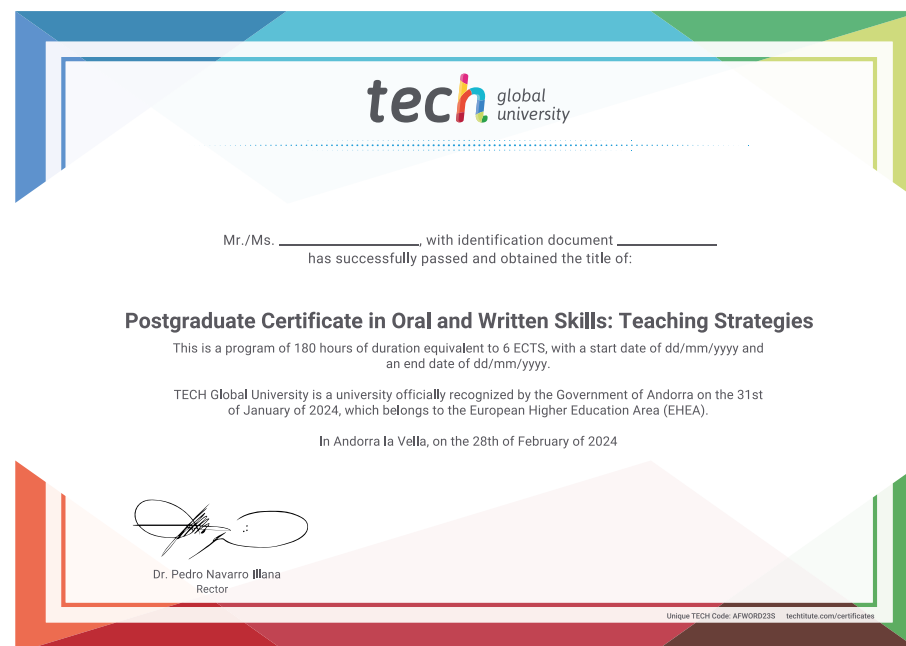 tech global
university
Mr./Ms. ____________, with identification document ____________
has successfully passed and obtained the title of:
Postgraduate Certificate in Oral and Written Skills: Teaching Strategies
This is a program of 180 hours of duration equivalent to 6 ECTS, with a start date of dd/mm/yyyy and
an end date of dd/mm/yyyy.
TECH Global University is a university officially recognized by the Government of Andorra on the 31st
of January of 2024, which belongs to the European Higher Education Area (EHEA).
In Andorra la Vella, on the 28th of February of 2024
Dr. Pedro Navarro Illana
Rector
Unique TECH Code: AFWORD23S techtitute.com/certificates